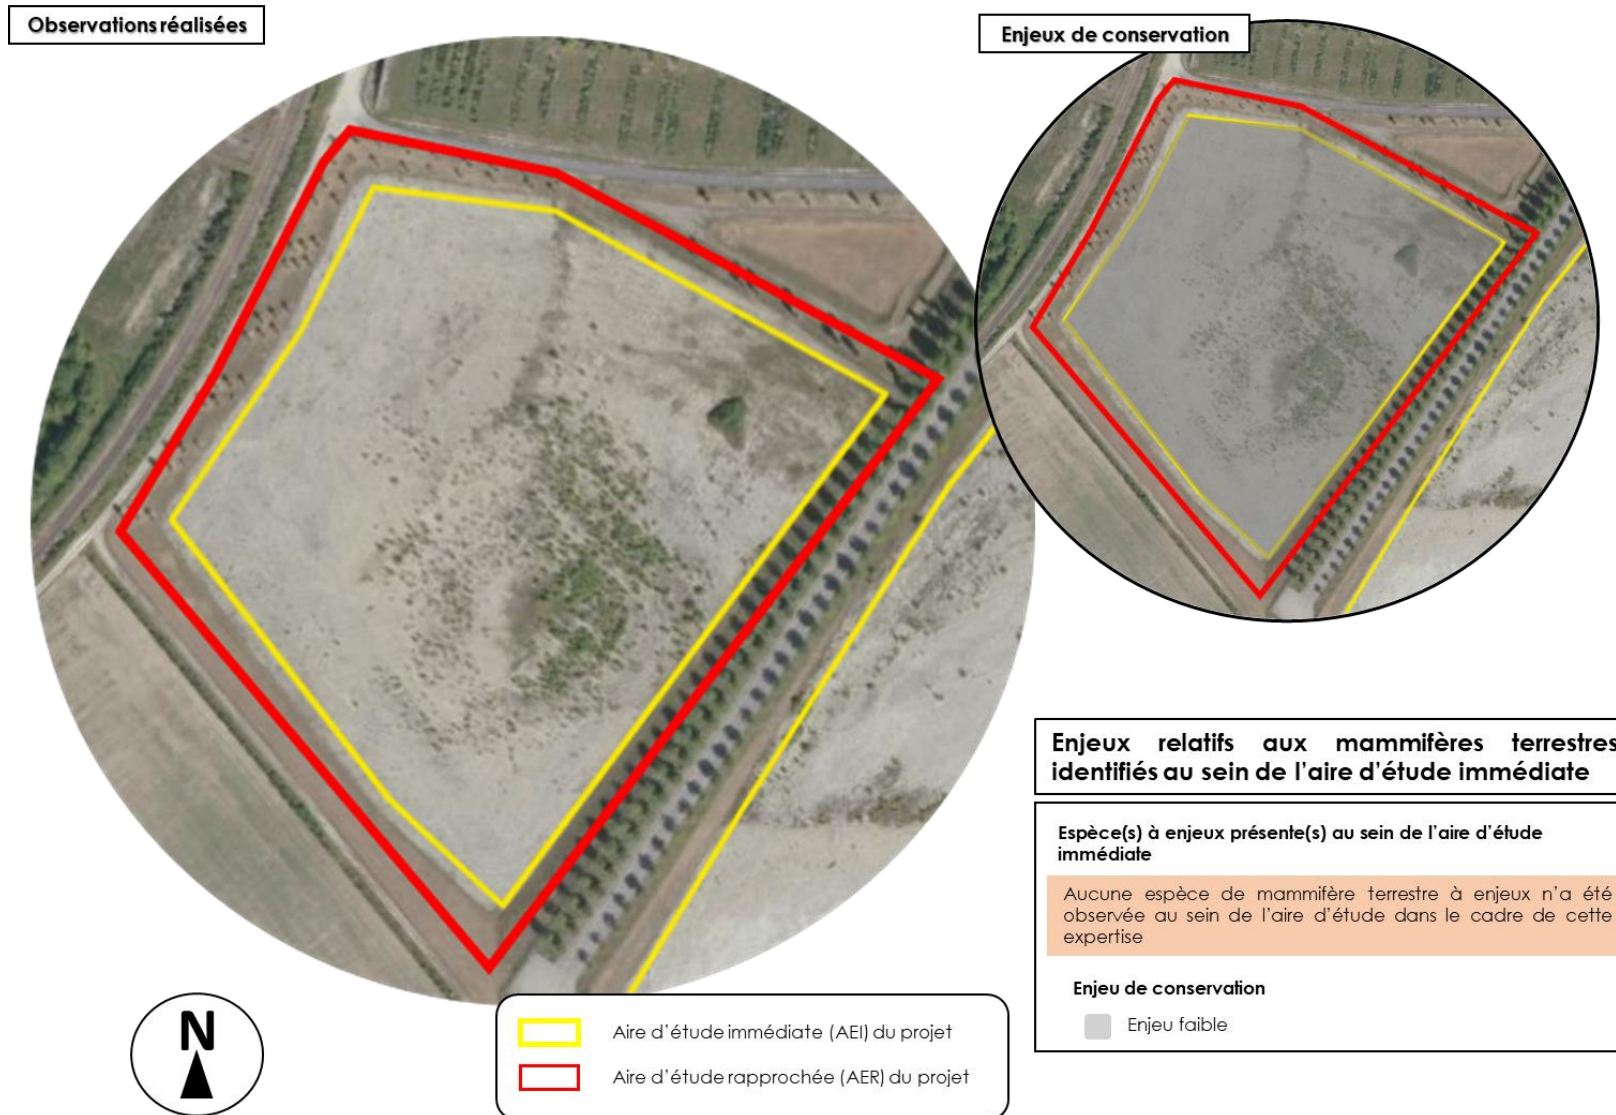 Observations réalisées
Enjeux de conservation
Enjeux relatifs aux mammifères terrestres
identifiés au sein de l'aire d'étude immédiate
Espèce(s) à enjeux présente(s) au sein de l'aire d'étude
immédiate
Aucune espèce de mammifère terrestre à enjeux n'a été
observée au sein de l'aire d'étude dans le cadre de cette
expertise
Enjeu de conservation
Enjeu faible
N
Aire d'étude immédiate (AEI) du projet
Aire d'étude rapprochée (AER) du projet